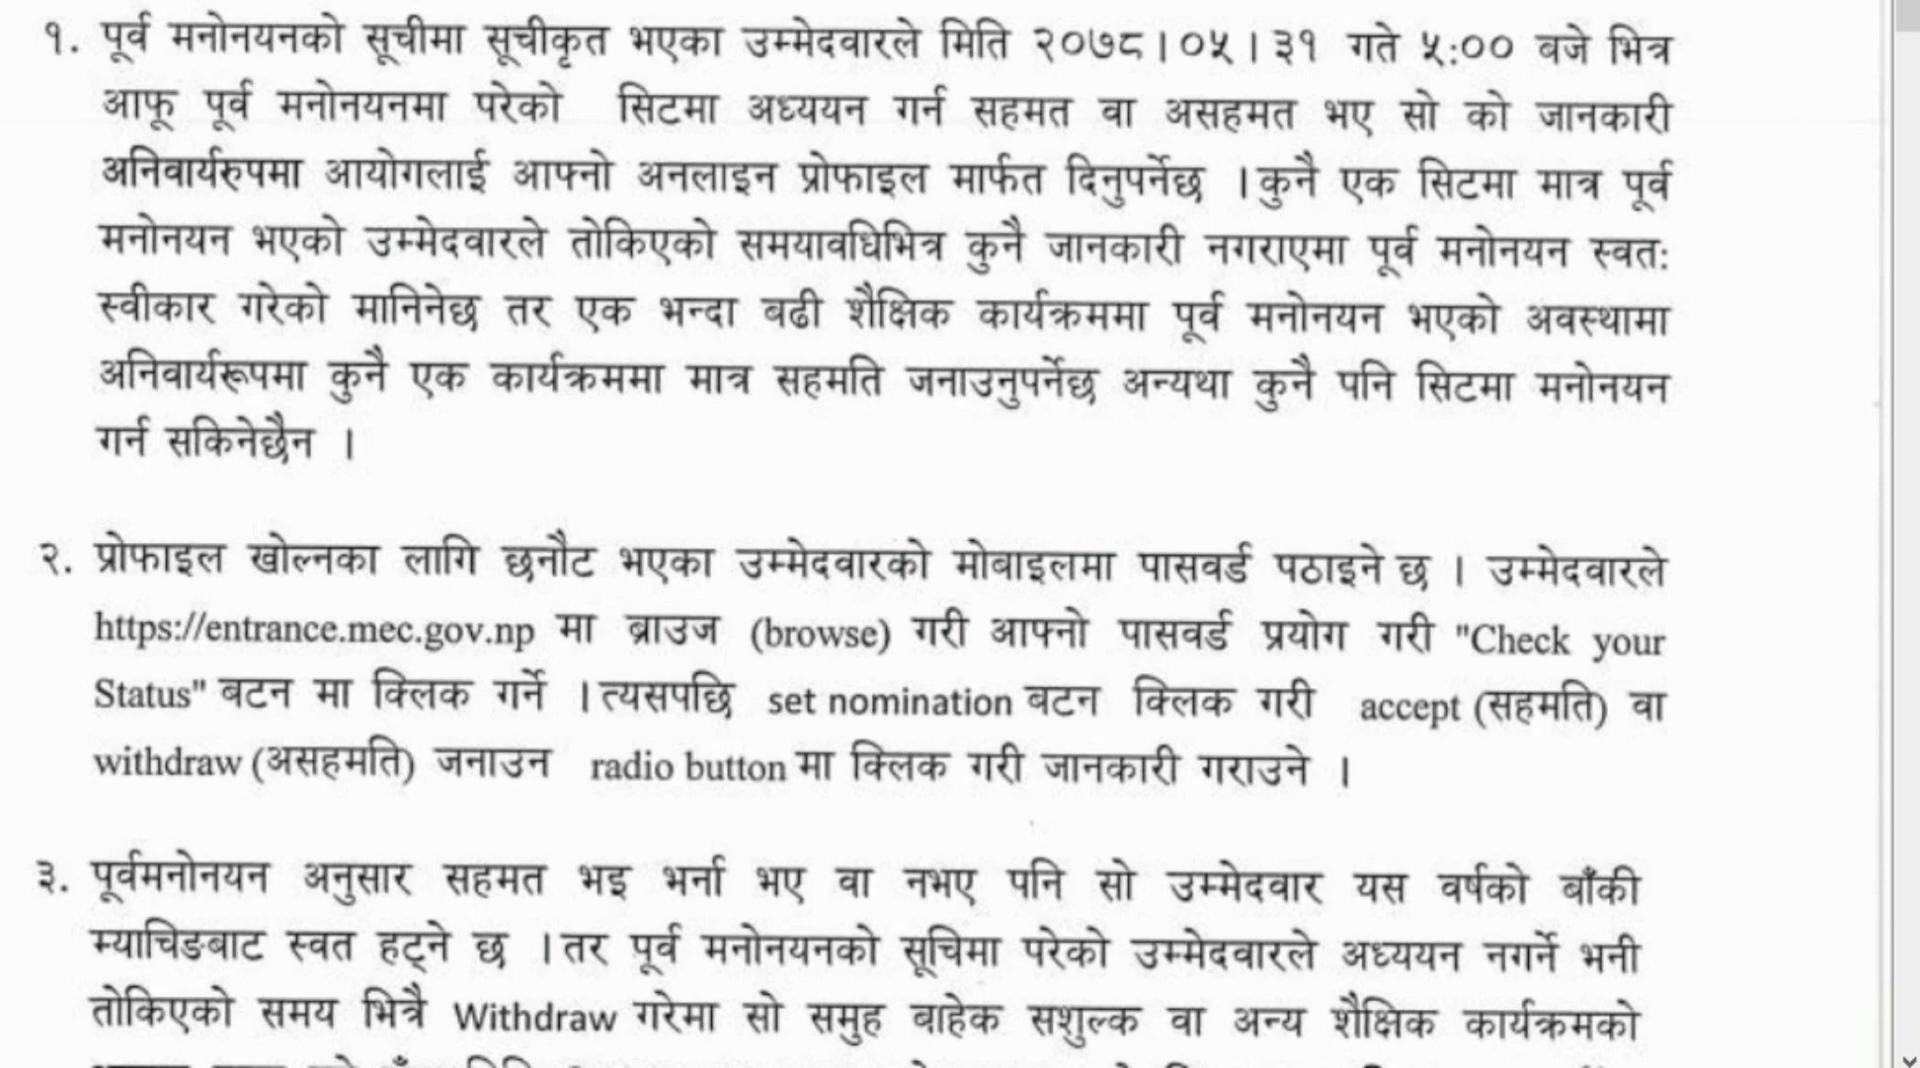 १. पूर्व मनोनयनको सूचीमा सूचीकृत भएका उम्मेदवारले मिति २०७८।०५।३१ गते ५:०० बजे भित्र
आफू पूर्व मनोनयनमा परेको सिटमा अध्ययन गर्न सहमत वा असहमत भए सो को जानकारी
अनिवार्यरुपमा आयोगलाई आफ्नो अनलाइन प्रोफाइल मार्फत दिनुपर्नेछ ।कुनै एक सिटमा मात्र पूर्व
मनोनयन भएको उम्मेदवारले तोकिएको समयावधिभित्र कुनै जानकारी नगराएमा पूर्व मनोनयन स्वत:
स्वीकार गरेको मानिनेछ तर एक भन्दा बढी शैक्षिक कार्यक्रममा पूर्व मनोनयन भएको अवस्थामा
अनिवार्यरूपमा कुनै एक कार्यक्रममा मात्र सहमति जनाउनुपर्नेछ अन्यथा कुनै पनि सिटमा मनोनयन
गर्न सकिनेछैन ।
२. प्रोफाइल खोल्नका लागि छनौट भएका उम्मेदवारको मोबाइलमा पासवर्ड पठाइने छ । उम्मेदवारले
https://entrance.mec.gov.np मा ब्राउज (browse) गरी आफ्नो पासवर्ड प्रयोग गरी "Check your
Status" बटन मा क्लिक गर्ने ।त्यसपछि set nomination बटन क्लिक गरी accept (सहमति) वा
withdraw (असहमति) जनाउन radio button मा क्लिक गरी जानकारी गराउने ।
३. पूर्वमनोनयन अनुसार सहमत भइ भर्ना भए वा नभए पनि सो उम्मेदवार यस वर्षको बाँकी
म्याचिङबाट स्वत हट्ने छ ।तर पूर्व मनोनयनको सूचिमा परेको उम्मेदवारले अध्ययन नगर्ने भनी
तोकिएको समय भित्रै Withdraw गरेमा सो समुह बाहेक सशुल्क वा अन्य शैक्षिक कार्यक्रमको